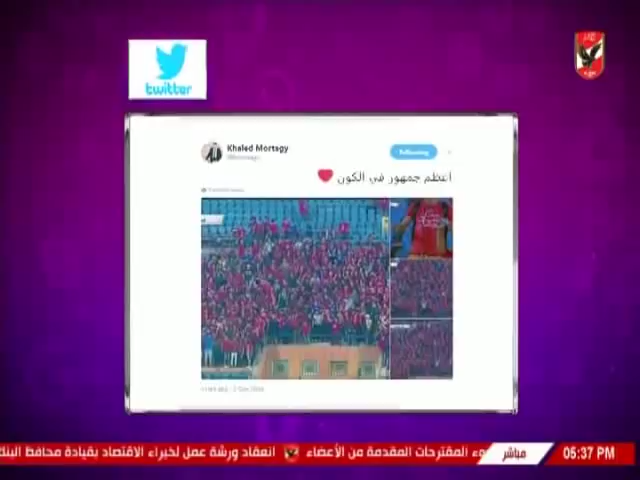 twitter
Khaled Mortagy
Following
أعظم جمهور في الكون ❤
وء المقترحات المقدمة من الأعضاء
انعقاد ورشة عمل لخبراء الاقتصاد بقيادة محافظ البنك
مباشر
05:37 PM